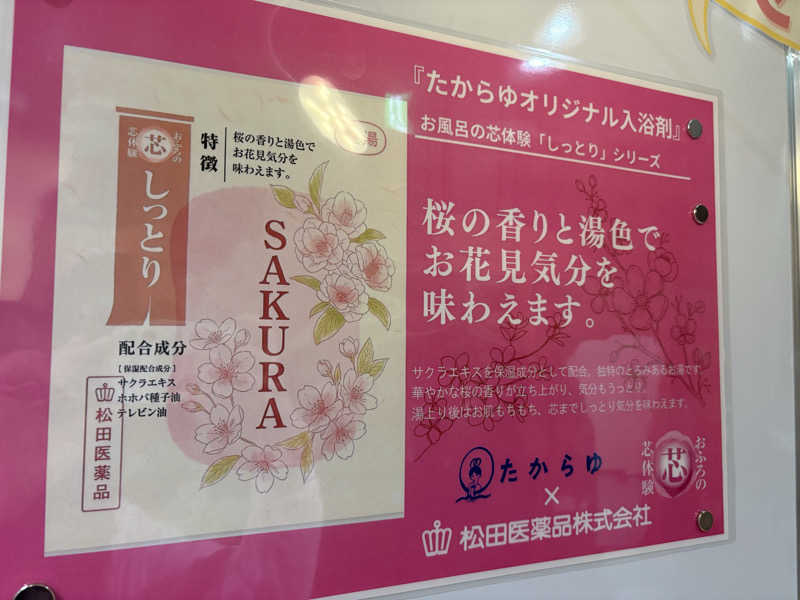 『たからゆオリジナル入浴剤』
お風呂の芯体験「しっとり」シリーズ
桜の香りと湯色で
お花見気分を
味わえます。
サクラエキスを保湿成分として配合。独特のとろみあるお湯です
華やかな桜の香りが立ち上がり、気分もうっとり。
湯上り後はお肌もちもち、芯までしっとり気分を味わえます。
たからゆ
×
松田医薬品株式会社
おふろの
芯
芯体験
おふろの
芯
芯体験
しっとり
特徴
桜の香りと湯色で
お花見気分を
味わえます。
湯
SAKURA
配合成分
[保湿配合成分]
サクラエキス
ホホバ種子油
テレビン油
松田医薬品